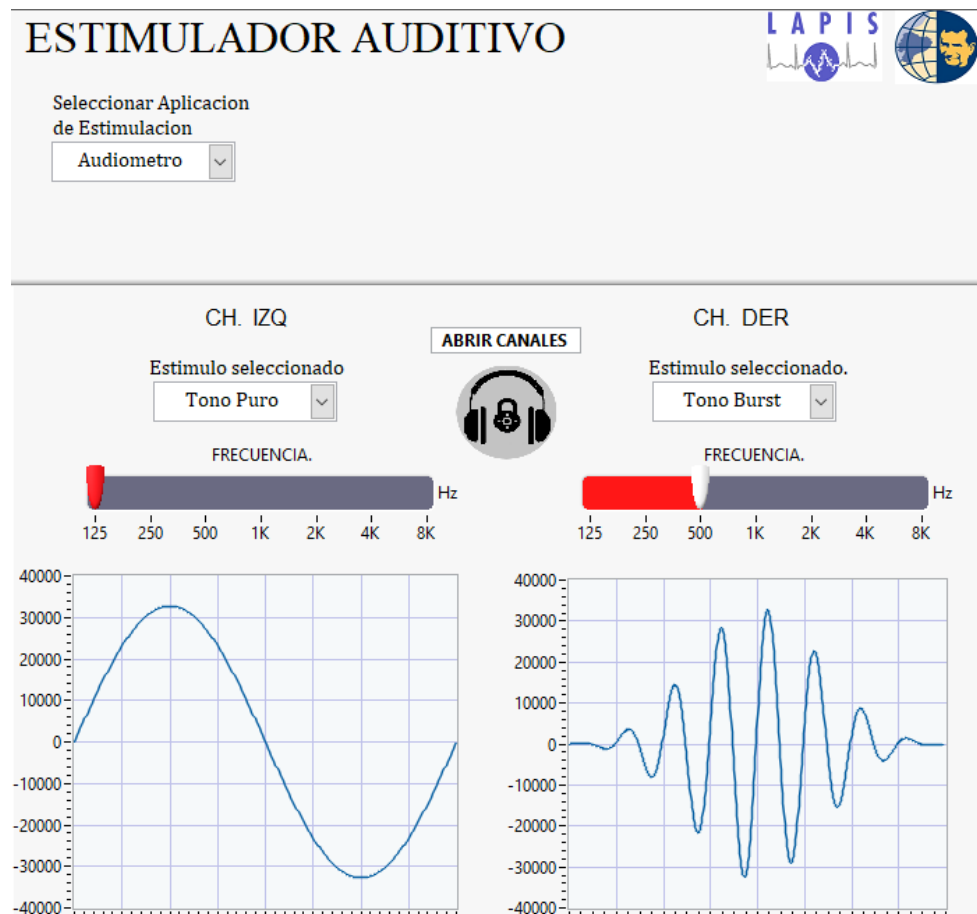 ESTIMULADOR AUDITIVO
LAPIS
Seleccionar Aplicacion
de Estimulacion
Audiometro
CH. IZQ
CH. DER
ABRIR CANALES
Estimulo seleccionado
Estimulo seleccionado.
Tono Puro
Tono Burst
FRECUENCIA.
FRECUENCIA.
Hz
Hz
125 250 500 1K 2K 4K 8K
125 250 500 1K 2K 4K 8K
40000
30000
20000
10000
0
-10000
-20000
-30000
-40000
40000
30000
20000
10000
0
-10000
-20000
-30000
-40000